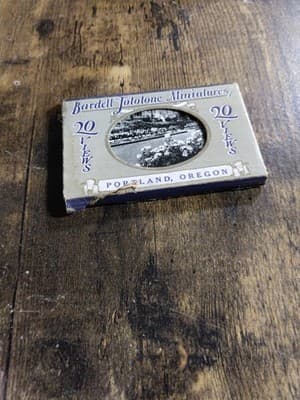 Bardell Fototone Miniatures
20 VIEWS
20 VIEWS
PORTLAND, OREGON